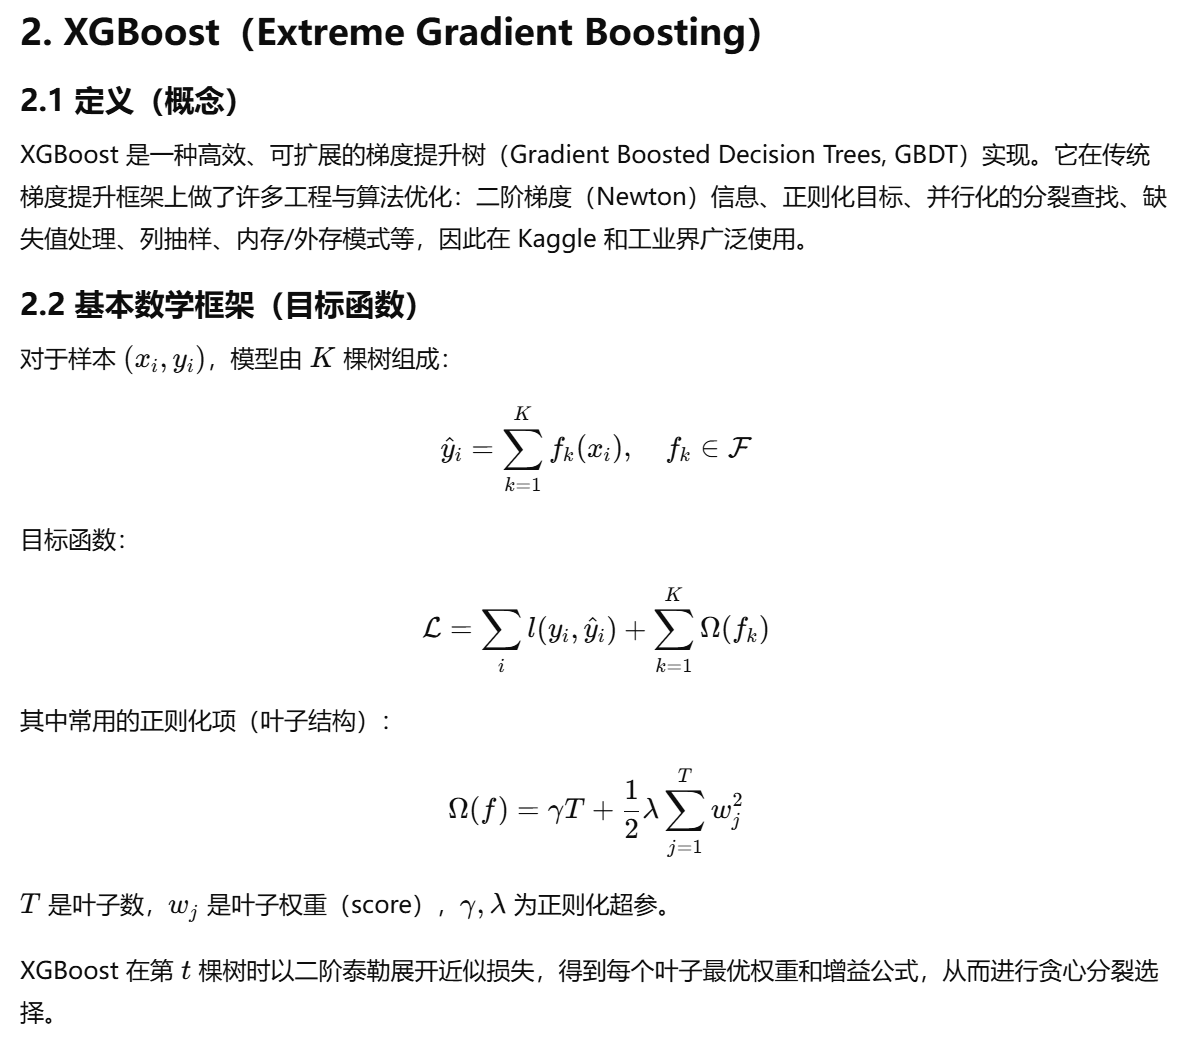 2. XGBoost（Extreme Gradient Boosting）
2.1 定义（概念）
XGBoost 是一种高效、可扩展的梯度提升树（Gradient Boosted Decision Trees, GBDT）实现。它在传统
梯度提升框架上做了许多工程与算法优化：二阶梯度（Newton）信息、正则化目标、并行化的分裂查找、缺
失值处理、列抽样、内存/外存模式等，因此在 Kaggle 和工业界广泛使用。
2.2 基本数学框架（目标函数）
对于样本 $(x_i, y_i)$，模型由 $K$ 棵树组成：
$\hat{y}_i = \sum_{k=1}^{K} f_k(x_i), \quad f_k \in \mathcal{F}$
目标函数：
$\mathcal{L} = \sum_i l(y_i, \hat{y}_i) + \sum_{k=1}^{K} \Omega(f_k)$
其中常用的正则化项（叶子结构）：
$\Omega(f) = \gamma T + \frac{1}{2} \lambda \sum_{j=1}^{T} w_j^2$
$T$ 是叶子数，$w_j$ 是叶子权重（score），$\gamma, \lambda$ 为正则化超参。
XGBoost 在第 $t$ 棵树时以二阶泰勒展开近似损失，得到每个叶子最优权重和增益公式，从而进行贪心分裂选
择。